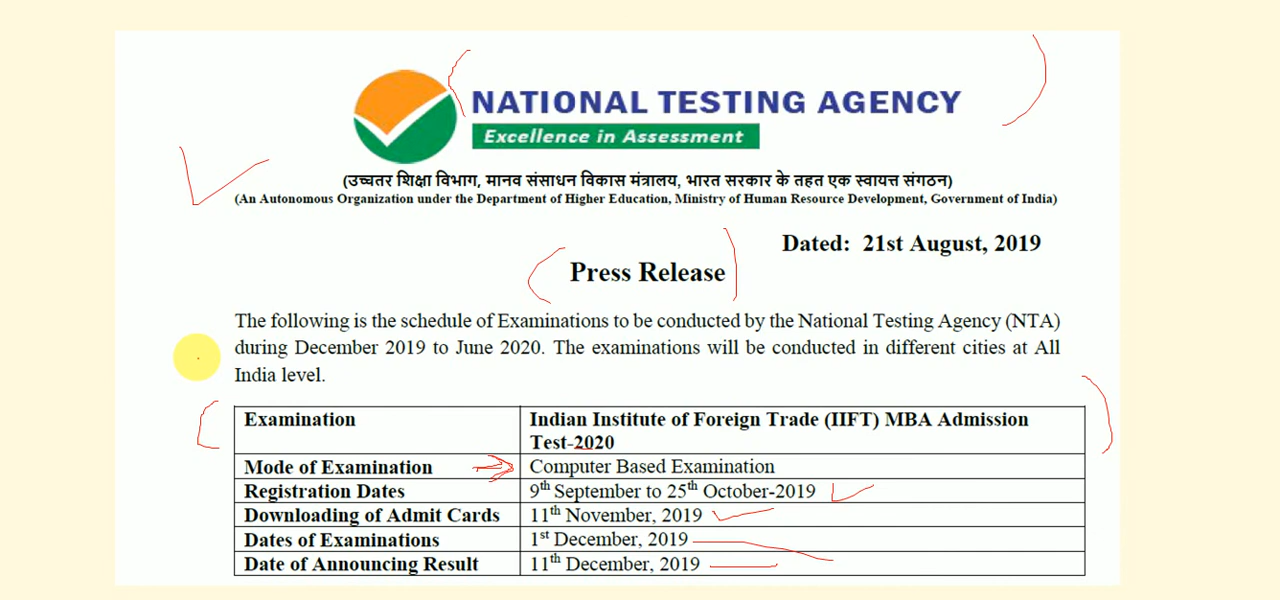 NATIONAL TESTING AGENCY
Excellence in Assessment
(उच्चतर शिक्षा विभाग, मानव संसाधन विकास मंत्रालय, भारत सरकार के तहत एक स्वायत्त संगठन)
(An Autonomous Organization under the Department of Higher Education, Ministry of Human Resource Development, Government of India)
Dated: 21st August, 2019
Press Release
The following is the schedule of Examinations to be conducted by the National Testing Agency (NTA)
during December 2019 to June 2020. The examinations will be conducted in different cities at All
India level.
Examination Indian Institute of Foreign Trade (IIFT) MBA Admission
Test-2020
Mode of Examination Computer Based Examination
Registration Dates 9th September to 25th October-2019
Downloading of Admit Cards 11th November, 2019
Dates of Examinations 1st December, 2019
Date of Announcing Result 11th December, 2019